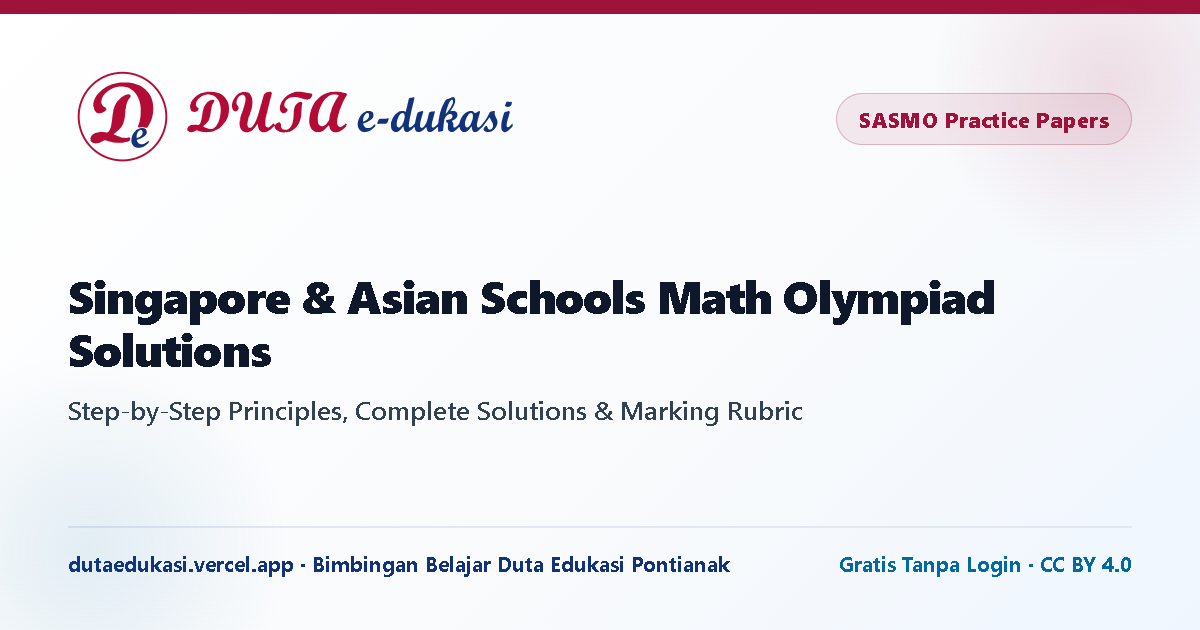 De
DUTA e-dukasi
SASMO Practice Papers
Singapore & Asian Schools Math Olympiad
Solutions
Step-by-Step Principles, Complete Solutions & Marking Rubric
dutaedukasi.vercel.app · Bimbingan Belajar Duta Edukasi Pontianak
Gratis Tanpa Login · CC BY 4.0